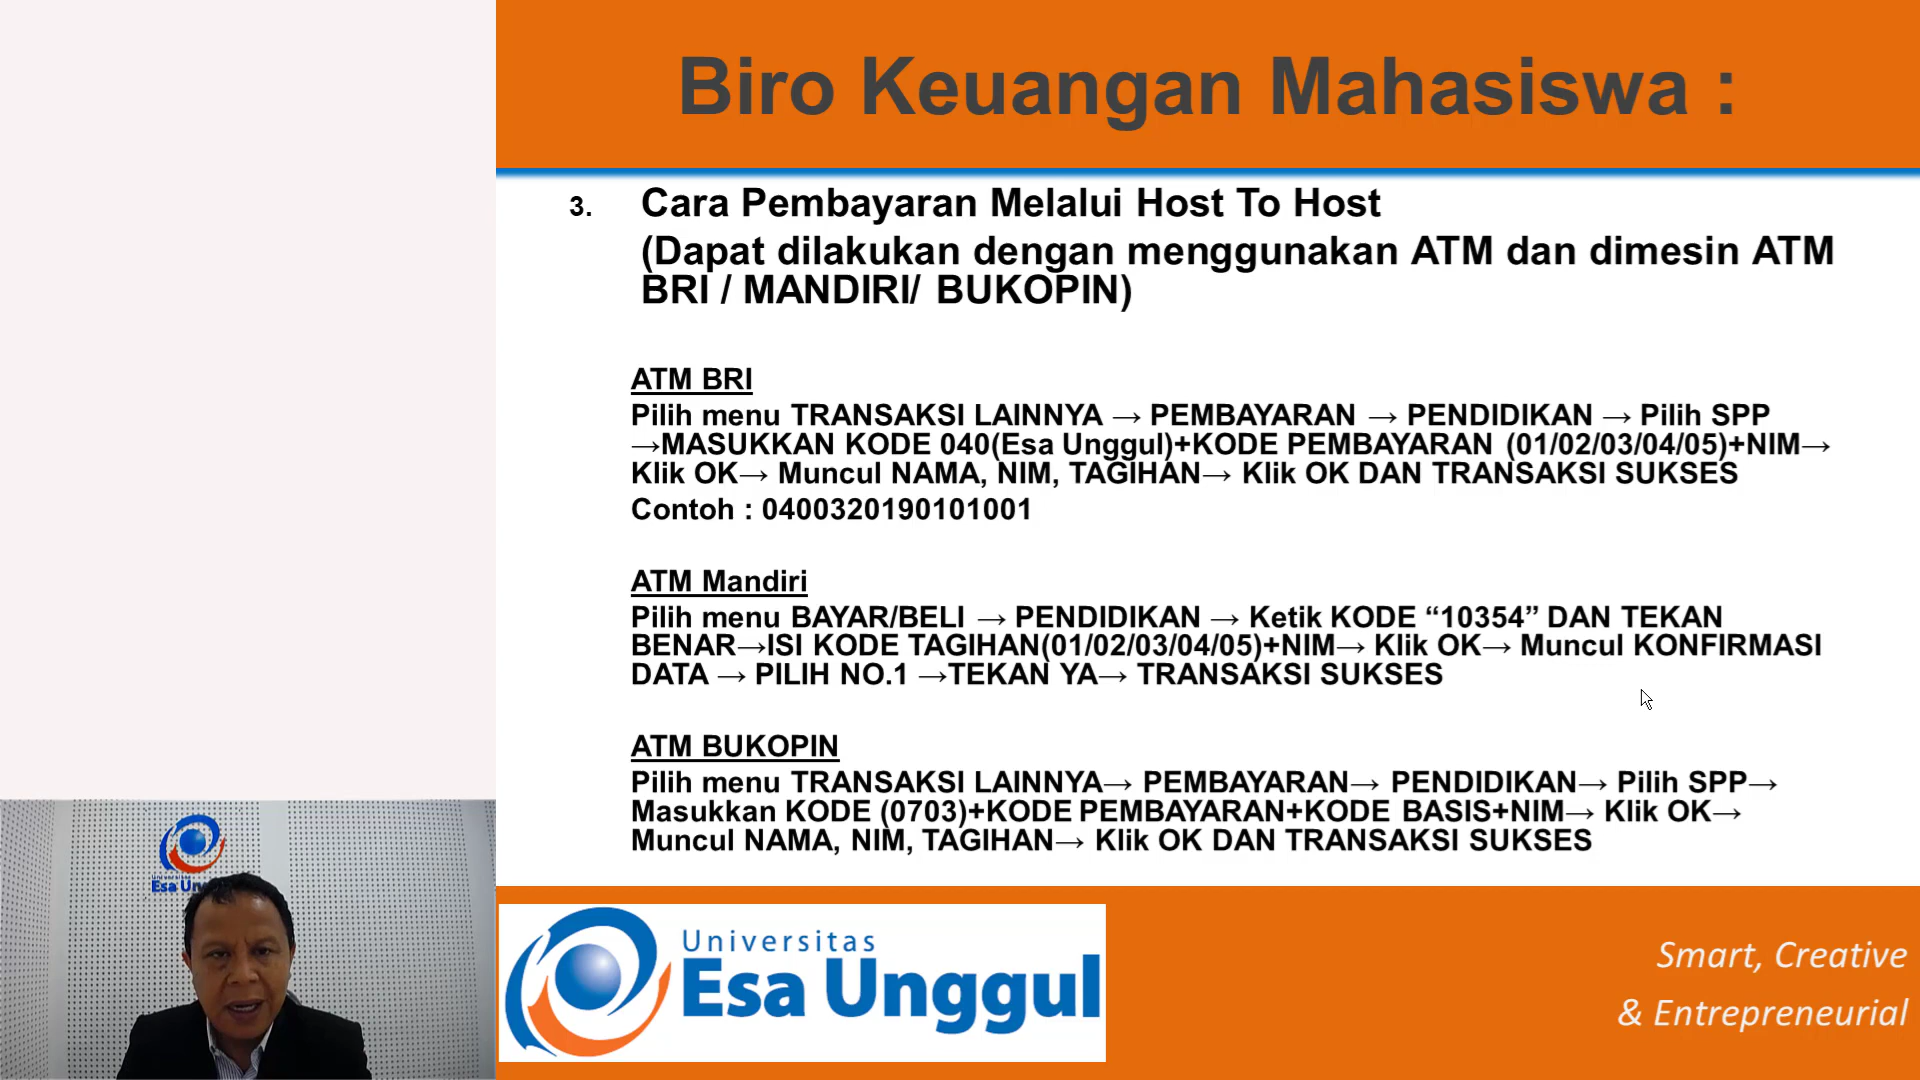 Biro Keuangan Mahasiswa :
3. Cara Pembayaran Melalui Host To Host
(Dapat dilakukan dengan menggunakan ATM dan dimesin ATM
BRI / MANDIRI/ BUKOPIN)
ATM BRI
Pilih menu TRANSAKSI LAINNYA → PEMBAYARAN → PENDIDIKAN → Pilih SPP
→MASUKKAN KODE 040(Esa Unggul)+KODE PEMBAYARAN (01/02/03/04/05)+NIM→
Klik OK→ Muncul NAMA, NIM, TAGIHAN→ Klik OK DAN TRANSAKSI SUKSES
Contoh : 0400320190101001
ATM Mandiri
Pilih menu BAYAR/BELI → PENDIDIKAN → Ketik KODE “10354” DAN TEKAN
BENAR→ISI KODE TAGIHAN(01/02/03/04/05)+NIM→ Klik OK→ Muncul KONFIRMASI
DATA → PILIH NO.1 →TEKAN YA→ TRANSAKSI SUKSES
ATM BUKOPIN
Pilih menu TRANSAKSI LAINNYA→ PEMBAYARAN→ PENDIDIKAN→ Pilih SPP→
Masukkan KODE (0703)+KODE PEMBAYARAN+KODE BASIS+NIM→ Klik OK→
Muncul NAMA, NIM, TAGIHAN→ Klik OK DAN TRANSAKSI SUKSES
Universitas
Esa Unggul
Smart, Creative
& Entrepreneurial
Esa